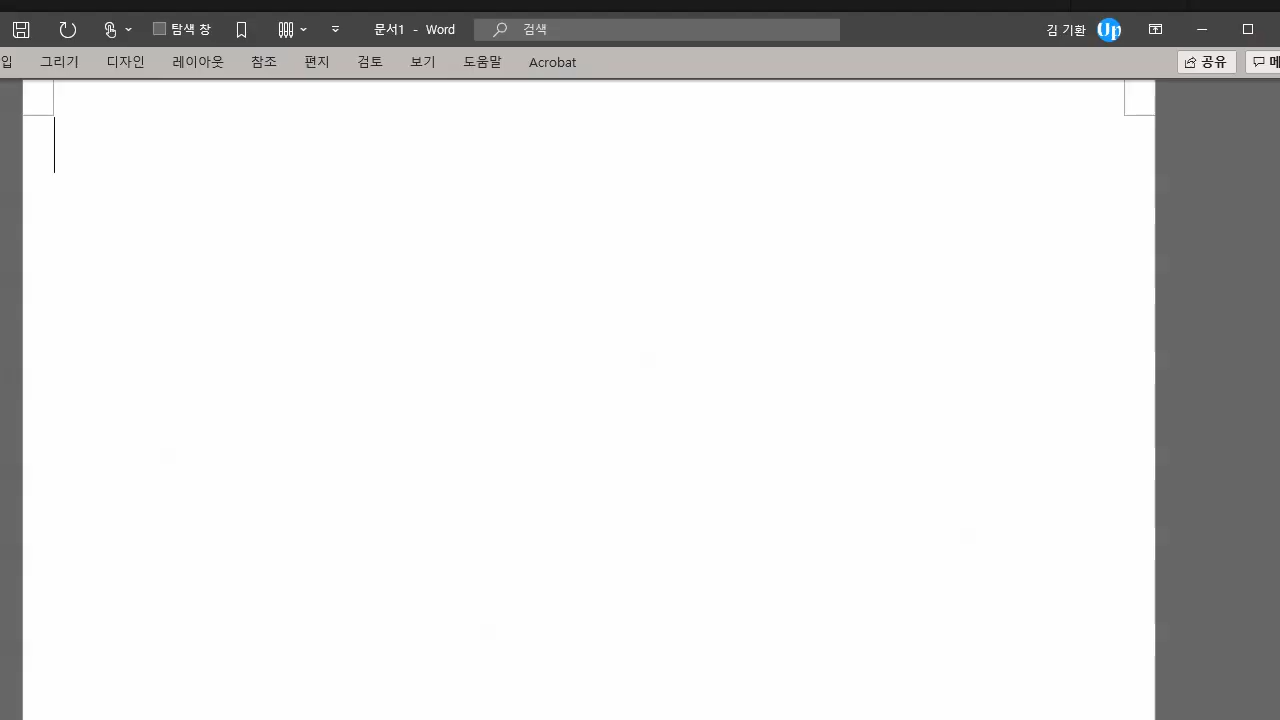 탐색 창 문서1 - Word 검색 김 기환 Up
입 그리기 디자인 레이아웃 참조 편지 검토 보기 도움말 Acrobat 공유 메